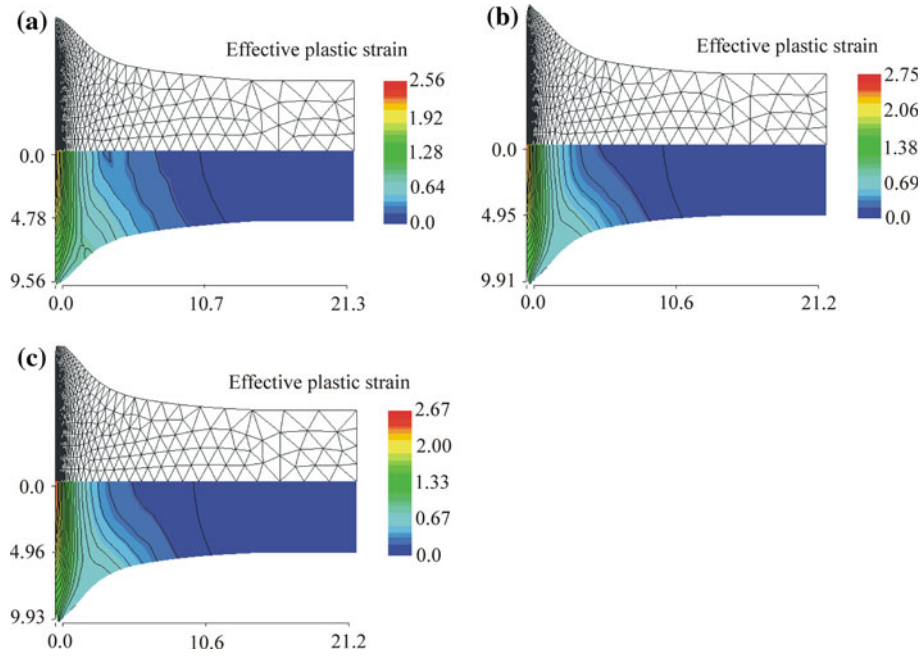 (a)
Effective plastic strain
2.56
1.92
1.28
0.64
0.0
0.0
4.78
9.56
0.0 10.7 21.3
(b)
Effective plastic strain
2.75
2.06
1.38
0.69
0.0
0.0
4.95
9.91
0.0 10.6 21.2
(c)
Effective plastic strain
2.67
2.00
1.33
0.67
0.0
0.0
4.96
9.93
0.0 10.6 21.2